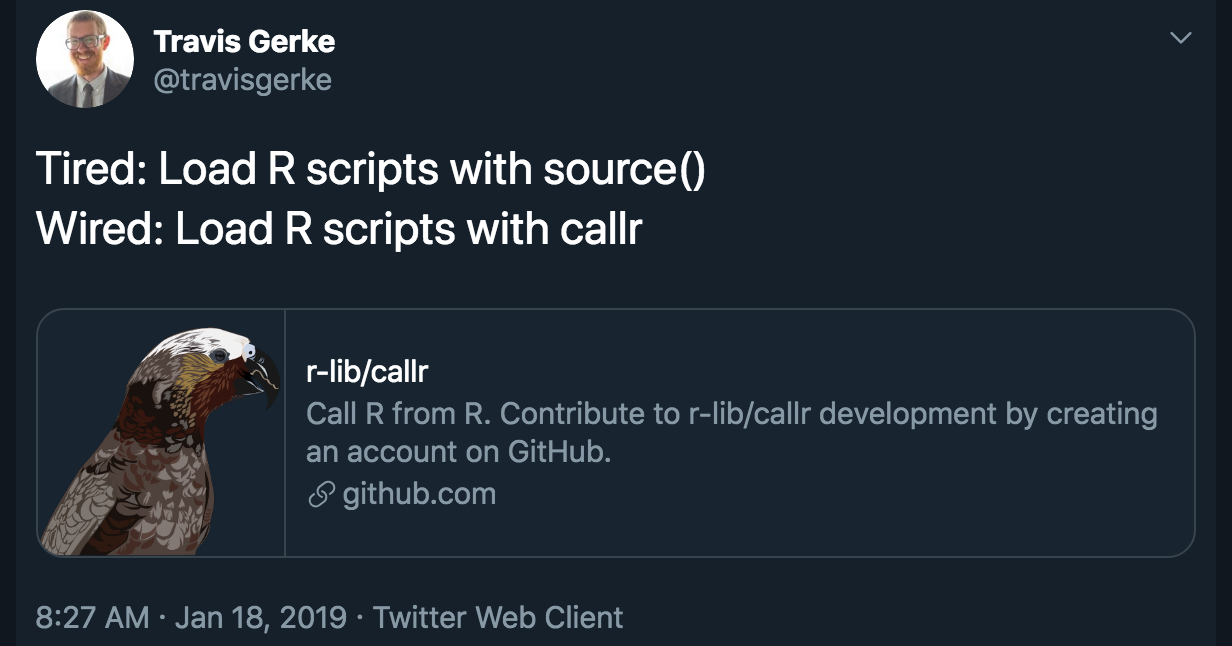 Travis Gerke
@travisgerke
Tired: Load R scripts with source()
Wired: Load R scripts with callr
r-lib/callr
Call R from R. Contribute to r-lib/callr development by creating
an account on GitHub.
github.com
8:27 AM · Jan 18, 2019 · Twitter Web Client